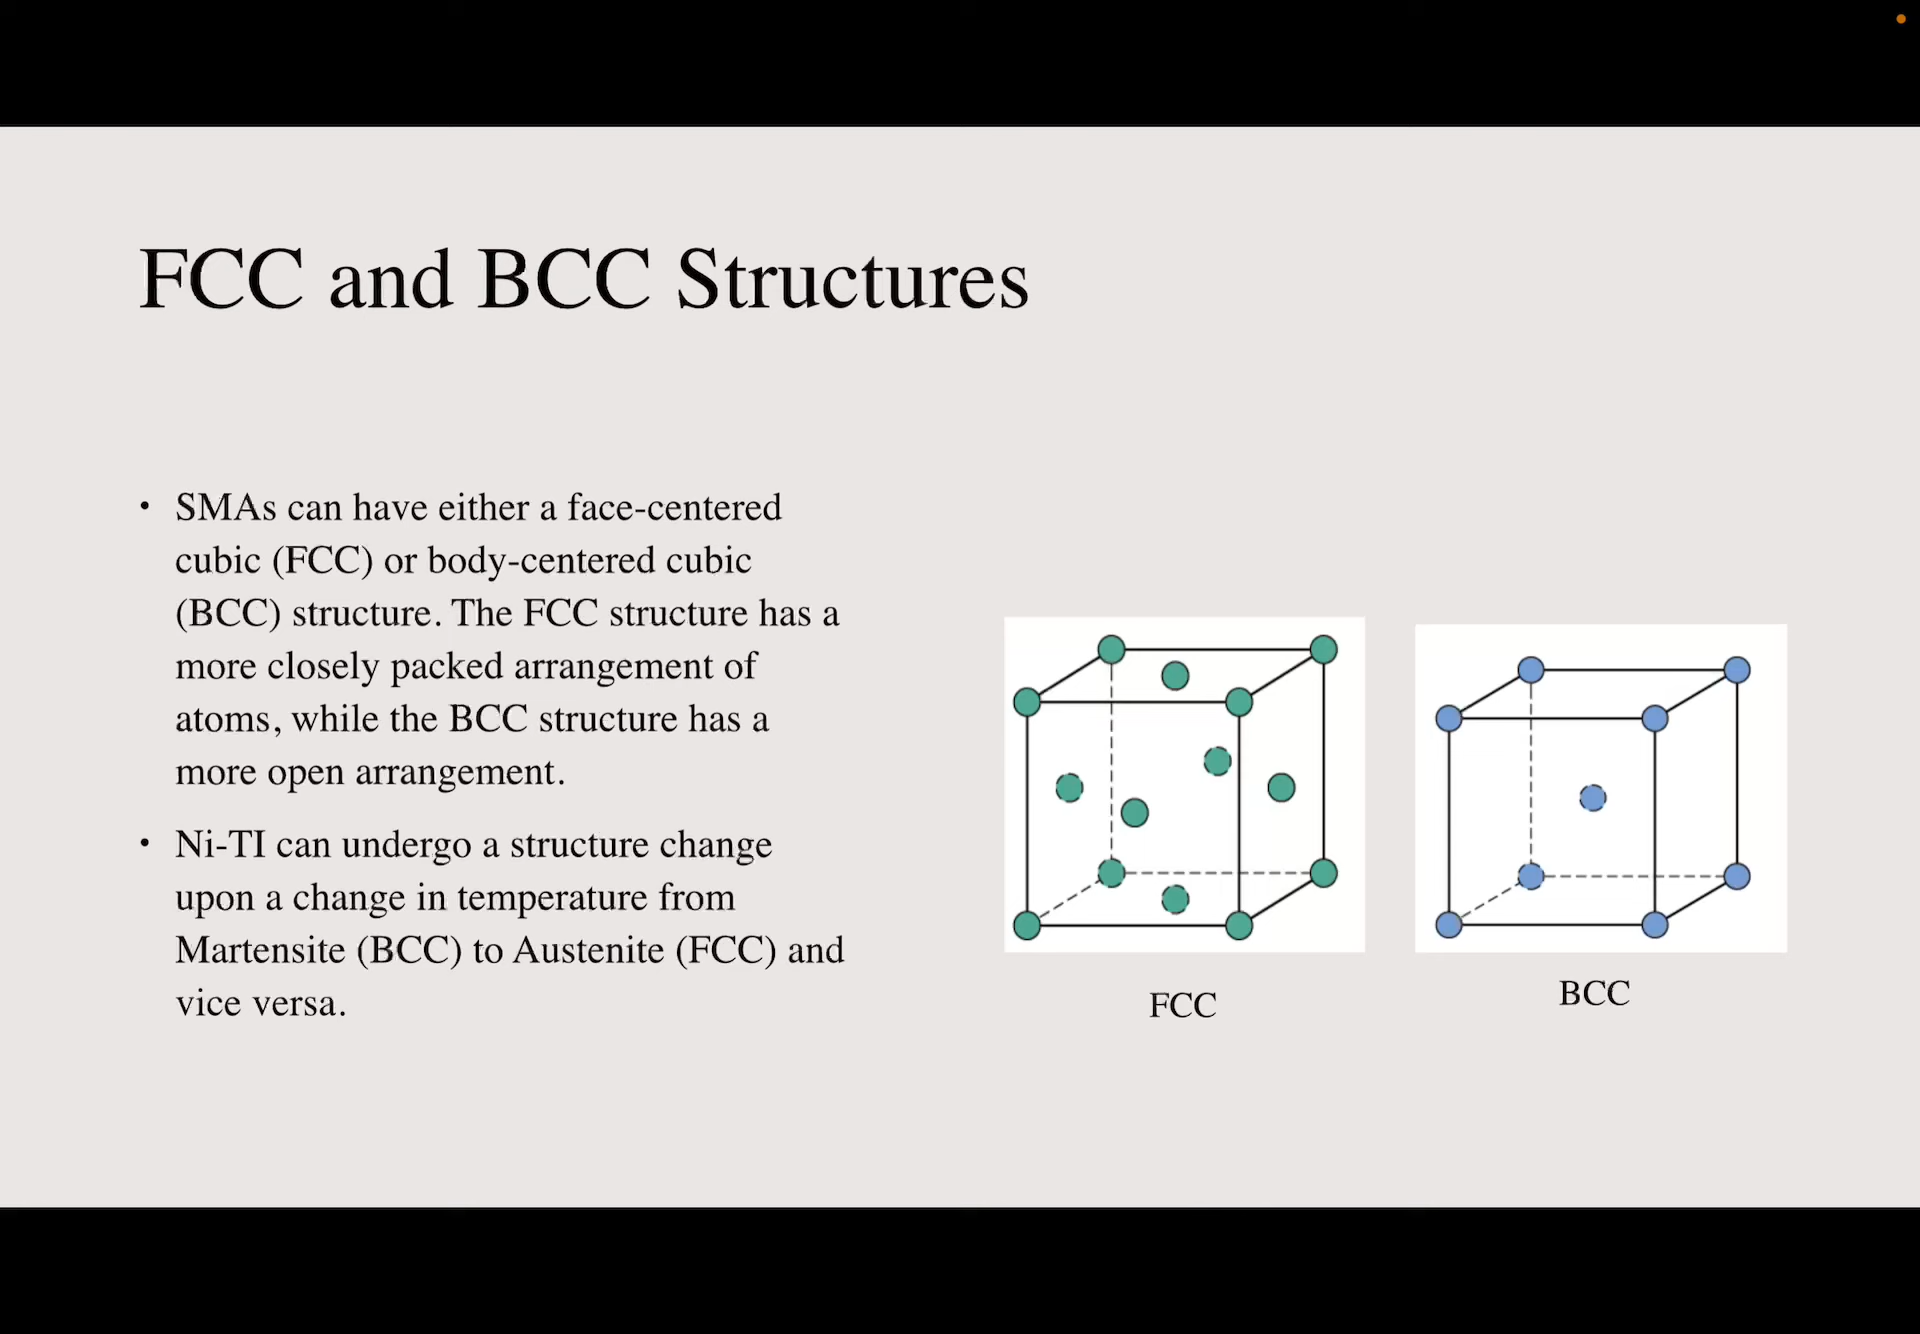 FCC and BCC Structures
• SMAs can have either a face-centered
cubic (FCC) or body-centered cubic
(BCC) structure. The FCC structure has a
more closely packed arrangement of
atoms, while the BCC structure has a
more open arrangement.
• Ni-TI can undergo a structure change
upon a change in temperature from
Martensite (BCC) to Austenite (FCC) and
vice versa.
FCC
BCC